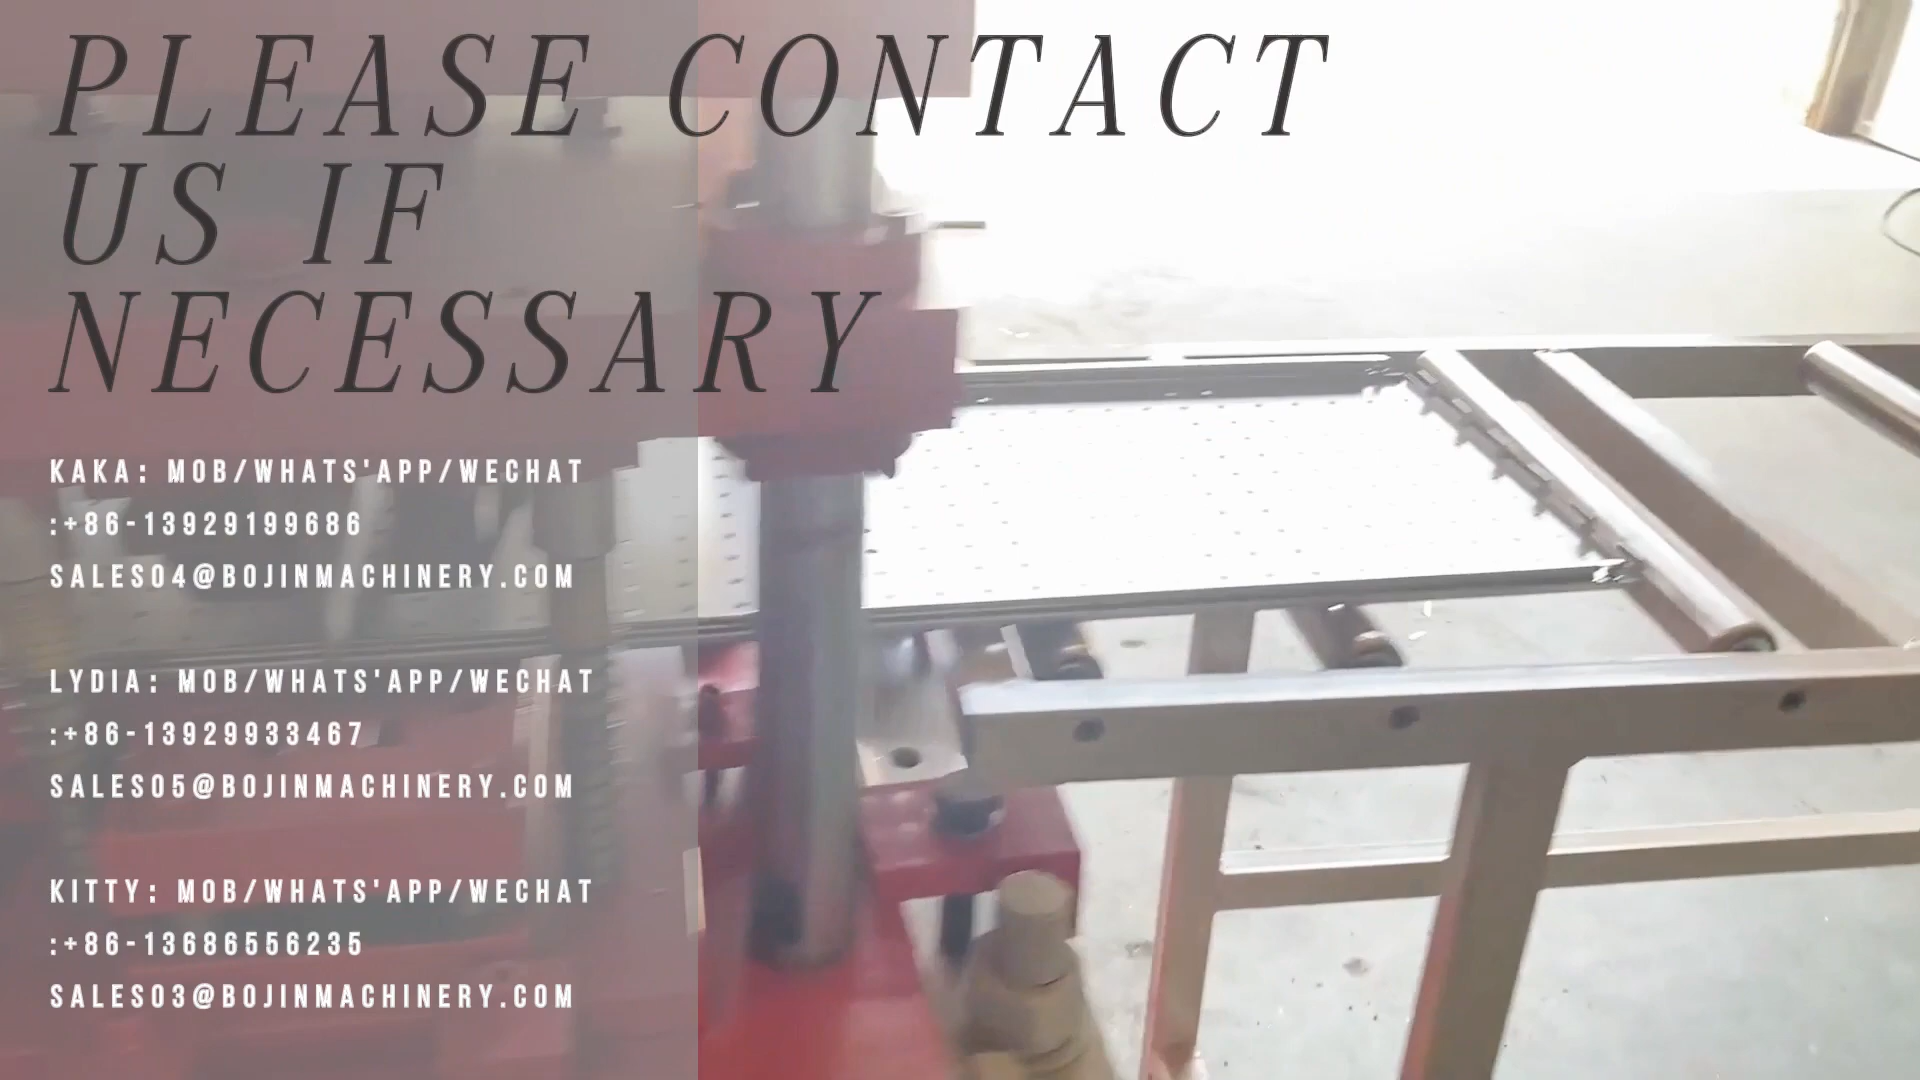 PLEASE CONTACT
US IF
NECESSARY
KAKA: MOB/WHATS'APP/WECHAT
:+86-13929199686
SALES04@BOJINMACHINERY.COM
LYDIA: MOB/WHATS'APP/WECHAT
:+86-13929933467
SALES05@BOJINMACHINERY.COM
KITTY: MOB/WHATS'APP/WECHAT
:+86-13686556235
SALES03@BOJINMACHINERY.COM